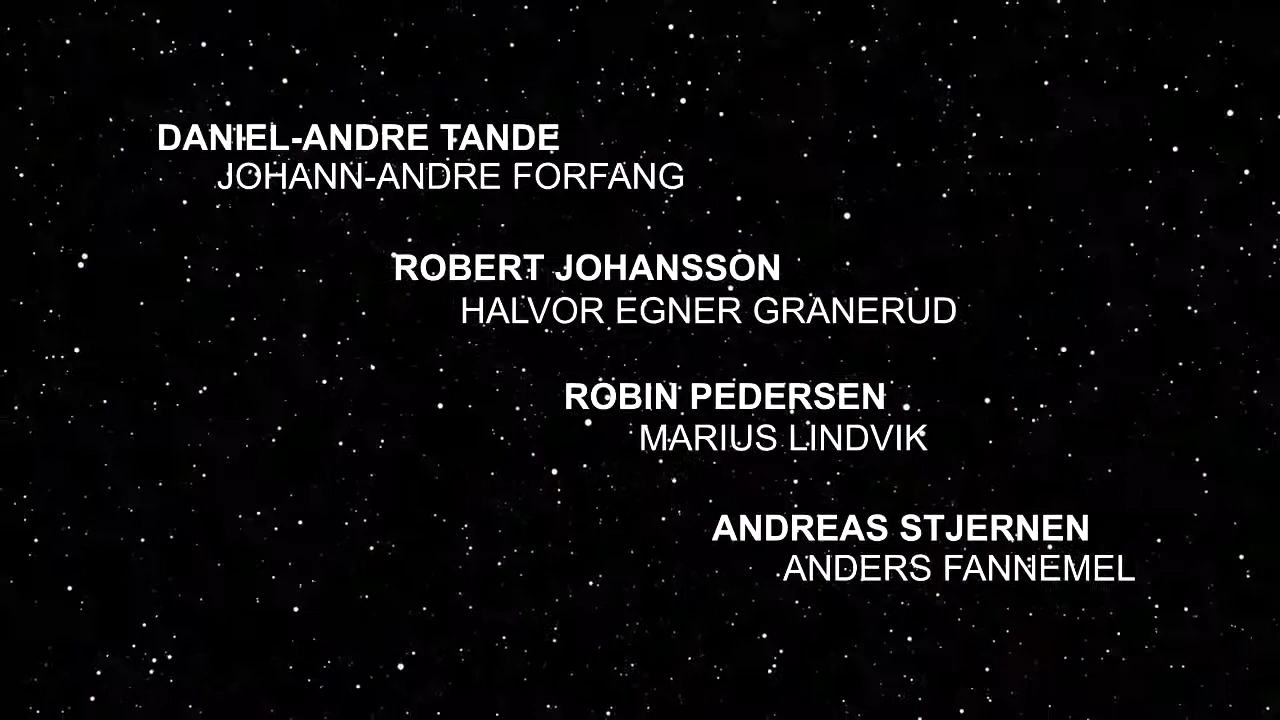 DANIEL-ANDRE TANDE
JOHANN-ANDRE FORFANG
ROBERT JOHANSSON
HALVOR EGNER GRANERUD
ROBIN PEDERSEN
MARIUS LINDVIK
ANDREAS STJERNEN
ANDERS FANNEMEL